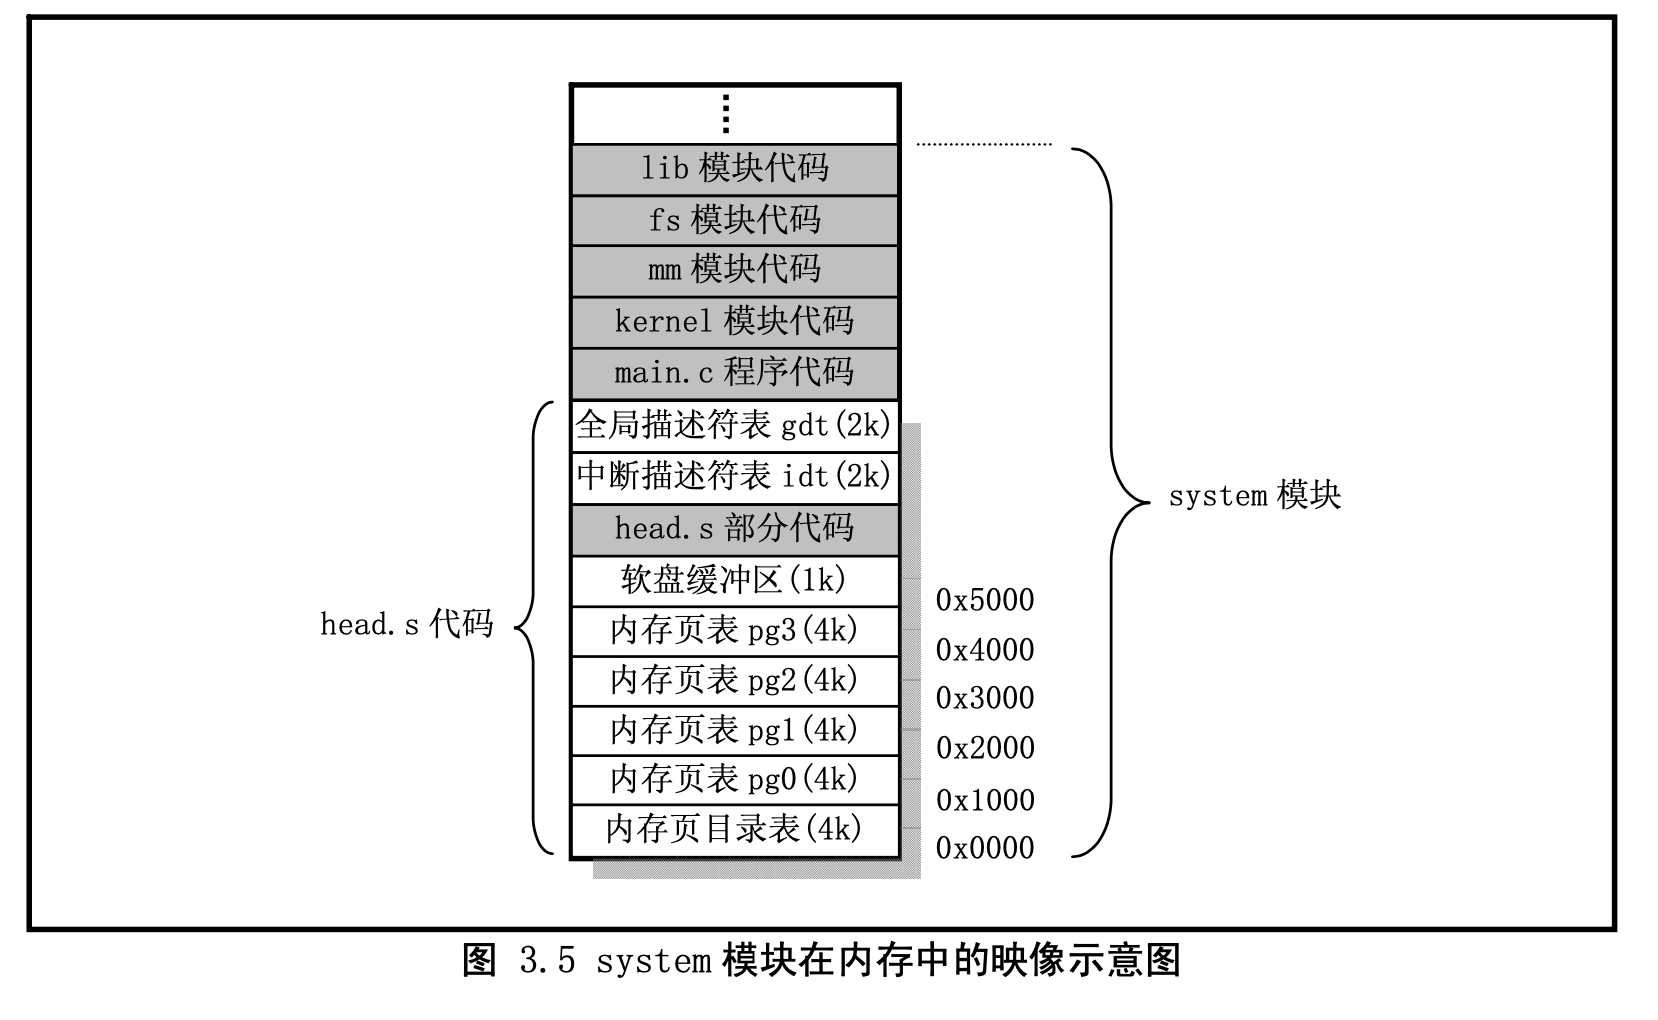 lib 模块代码
fs 模块代码
mm 模块代码
kernel 模块代码
main.c 程序代码
全局描述符表 gdt(2k)
中断描述符表 idt(2k)
head.s 部分代码
软盘缓冲区(1k)
内存页表 pg3(4k)
内存页表 pg2(4k)
内存页表 pg1(4k)
内存页表 pg0(4k)
内存页目录表(4k)
head.s 代码
0x5000
0x4000
0x3000
0x2000
0x1000
0x0000
system 模块
图 3.5 system 模块在内存中的映像示意图